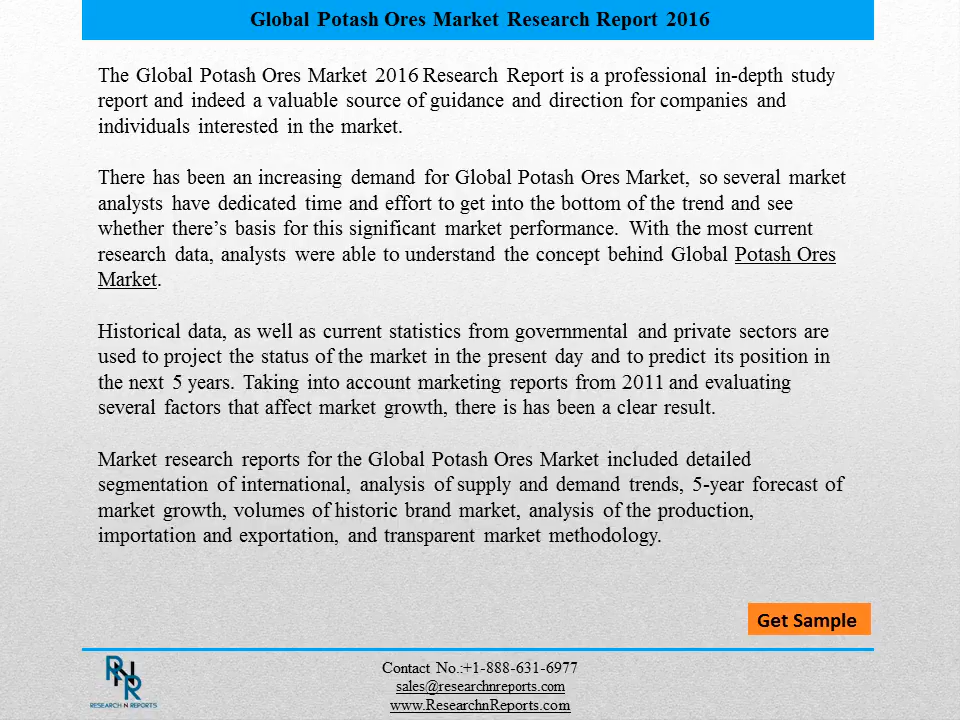 Global Potash Ores Market Research Report 2016
The Global Potash Ores Market 2016 Research Report is a professional in-depth study
report and indeed a valuable source of guidance and direction for companies and
individuals interested in the market.
There has been an increasing demand for Global Potash Ores Market, so several market
analysts have dedicated time and effort to get into the bottom of the trend and see
whether there’s basis for this significant market performance. With the most current
research data, analysts were able to understand the concept behind Global Potash Ores
Market.
Historical data, as well as current statistics from governmental and private sectors are
used to project the status of the market in the present day and to predict its position in
the next 5 years. Taking into account marketing reports from 2011 and evaluating
several factors that affect market growth, there is has been a clear result.
Market research reports for the Global Potash Ores Market included detailed
segmentation of international, analysis of supply and demand trends, 5-year forecast of
market growth, volumes of historic brand market, analysis of the production,
importation and exportation, and transparent market methodology.
Get Sample
RNR
RESEARCH N REPORTS
Contact No.:+1-888-631-6977
sales@researchnreports.com
www.ResearchnReports.com